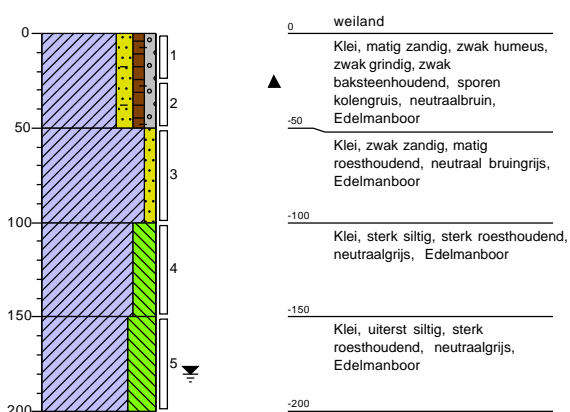 0
50
100
150
200
1
2
3
4
5
0
weiland
Klei, matig zandig, zwak humeus,
zwak grindig, zwak
baksteenhoudend, sporen
kolengruis, neutraalbruin,
Edelmanboor
-50
Klei, zwak zandig, matig
roesthoudend, neutraal bruingrijs,
Edelmanboor
-100
Klei, sterk siltig, sterk roesthoudend,
neutraalgrijs, Edelmanboor
-150
Klei, uiterst siltig, sterk
roesthoudend, neutraalgrijs,
Edelmanboor
-200